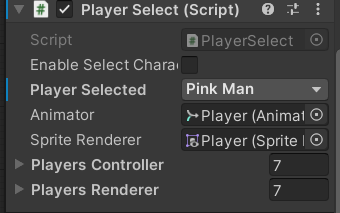 Player Select (Script)
Script PlayerSelect
Enable Select Charac
Player Selected Pink Man
Animator Player (Animat
Sprite Renderer Player (Sprite
Players Controller 7
Players Renderer 7